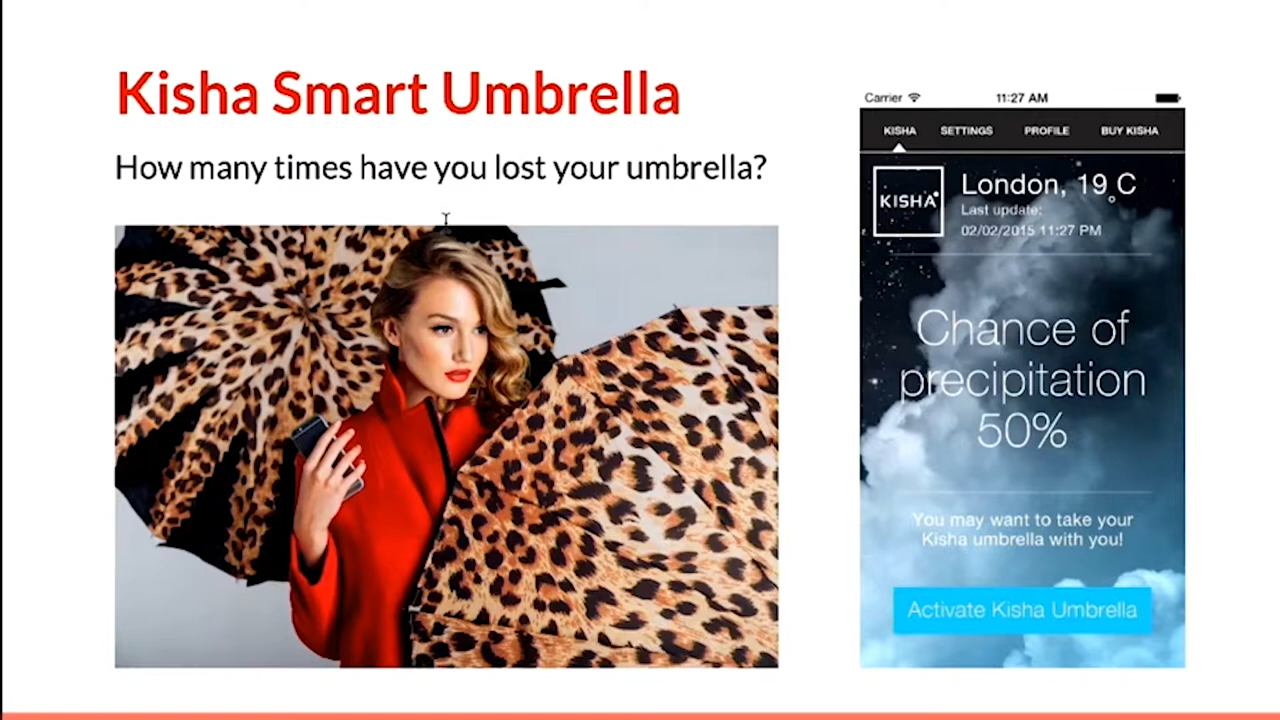 Kisha Smart Umbrella
How many times have you lost your umbrella?
Carrier 11:27 AM
KISHA SETTINGS PROFILE BUY KISHA
KISHA
London, 19°C
Last update:
02/02/2015 11:27 PM
Chance of
precipitation
50%
You may want to take your
Kisha umbrella with you!
Activate Kisha Umbrella